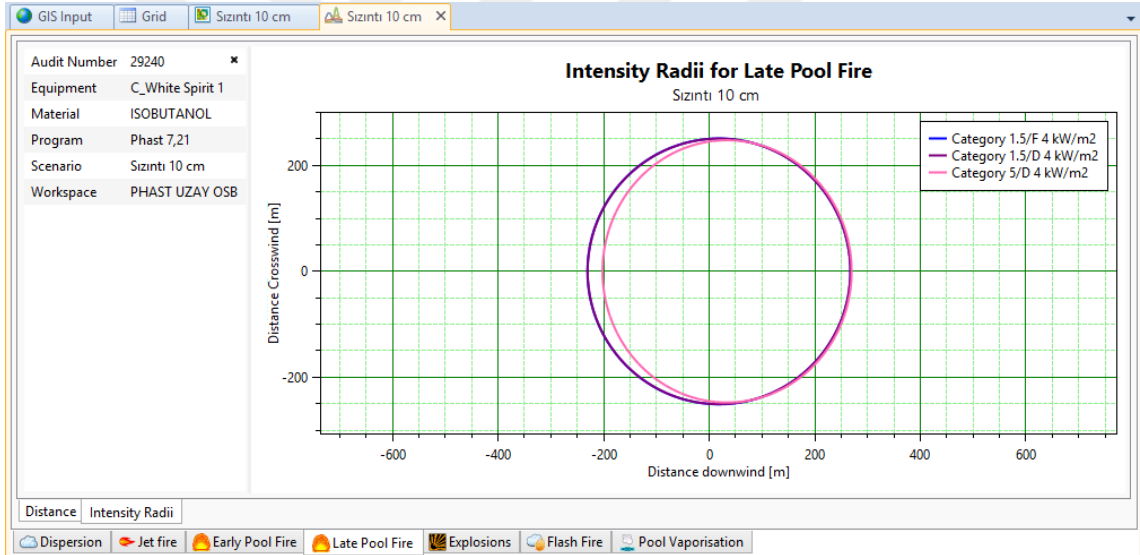 GIS Input Grid Sızıntı 10 cm Sızıntı 10 cm
Audit Number 29240
Equipment C_White Spirit 1
Material ISOBUTANOL
Program Phast 7,21
Scenario Sızıntı 10 cm
Workspace PHAST UZAY OSB
Intensity Radii for Late Pool Fire
Sızıntı 10 cm
Category 1.5/F 4 kW/m2
Category 1.5/D 4 kW/m2
Category 5/D 4 kW/m2
Distance Crosswind [m]
200
0
-200
-600 -400 -200 0 200 400 600
Distance downwind [m]
Distance Intensity Radii
Dispersion Jet fire Early Pool Fire Late Pool Fire Explosions Flash Fire Pool Vaporisation